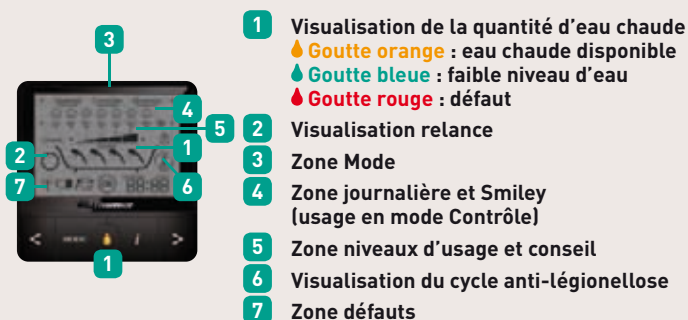 1 Visualisation de la quantité d'eau chaude
Goutte orange : eau chaude disponible
Goutte bleue : faible niveau d'eau
Goutte rouge : défaut
2 Visualisation relance
3 Zone Mode
4 Zone journalière et Smiley
(usage en mode Contrôle)
5 Zone niveaux d'usage et conseil
6 Visualisation du cycle anti-légionellose
7 Zone défauts
3
4
5
1
2
6
7
88:88
< i >
1